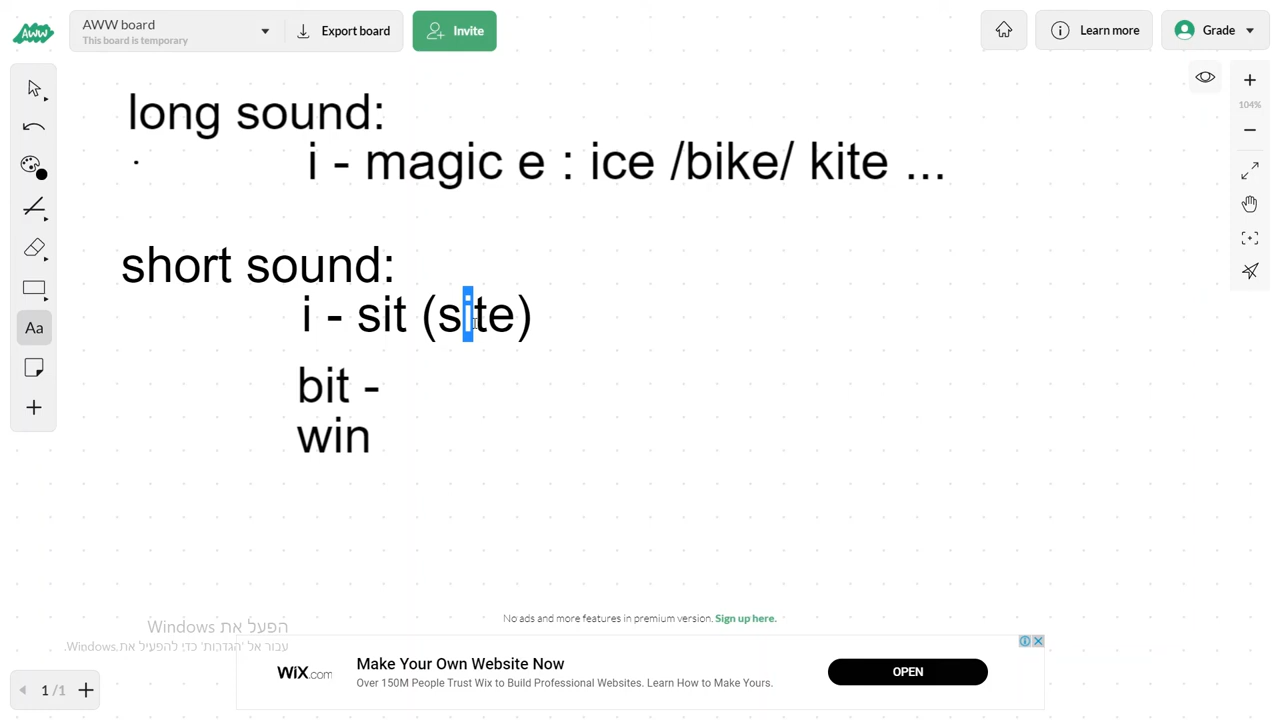 AWW board
This board is temporary
Export board
Invite
Learn more
Grade
104%
long sound:
.
i - magic e : ice /bike/ kite ...
short sound:
i - sit (site)
bit -
win
Aa
No ads and more features in premium version. Sign up here.
הפעל את Windows
עבור אל 'הגדרות' כדי להפעיל את Windows.
WiX.com
Make Your Own Website Now
Over 150M People Trust Wix to Build Professional Websites. Learn How to Make Yours.
OPEN
1 /1